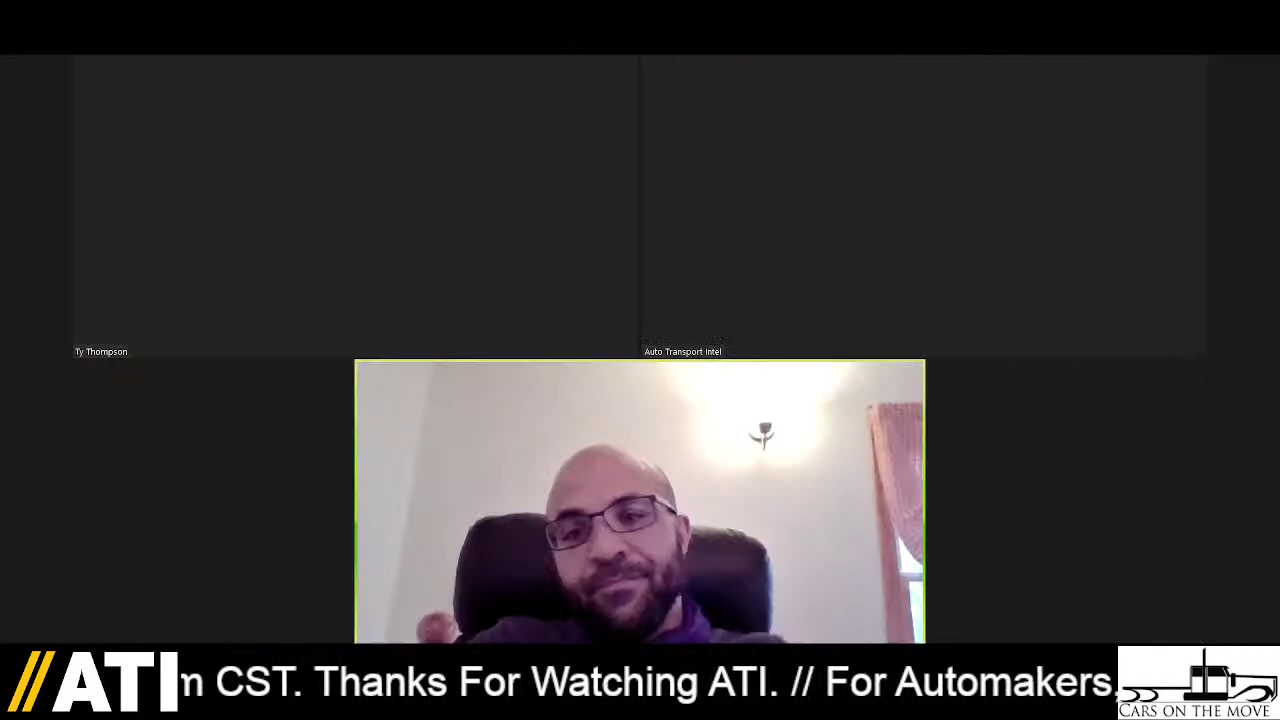 Ty Thompson
Auto Transport Intel
//ATI
m CST. Thanks For Watching ATI. // For Automakers,
CARS ON THE MOVE